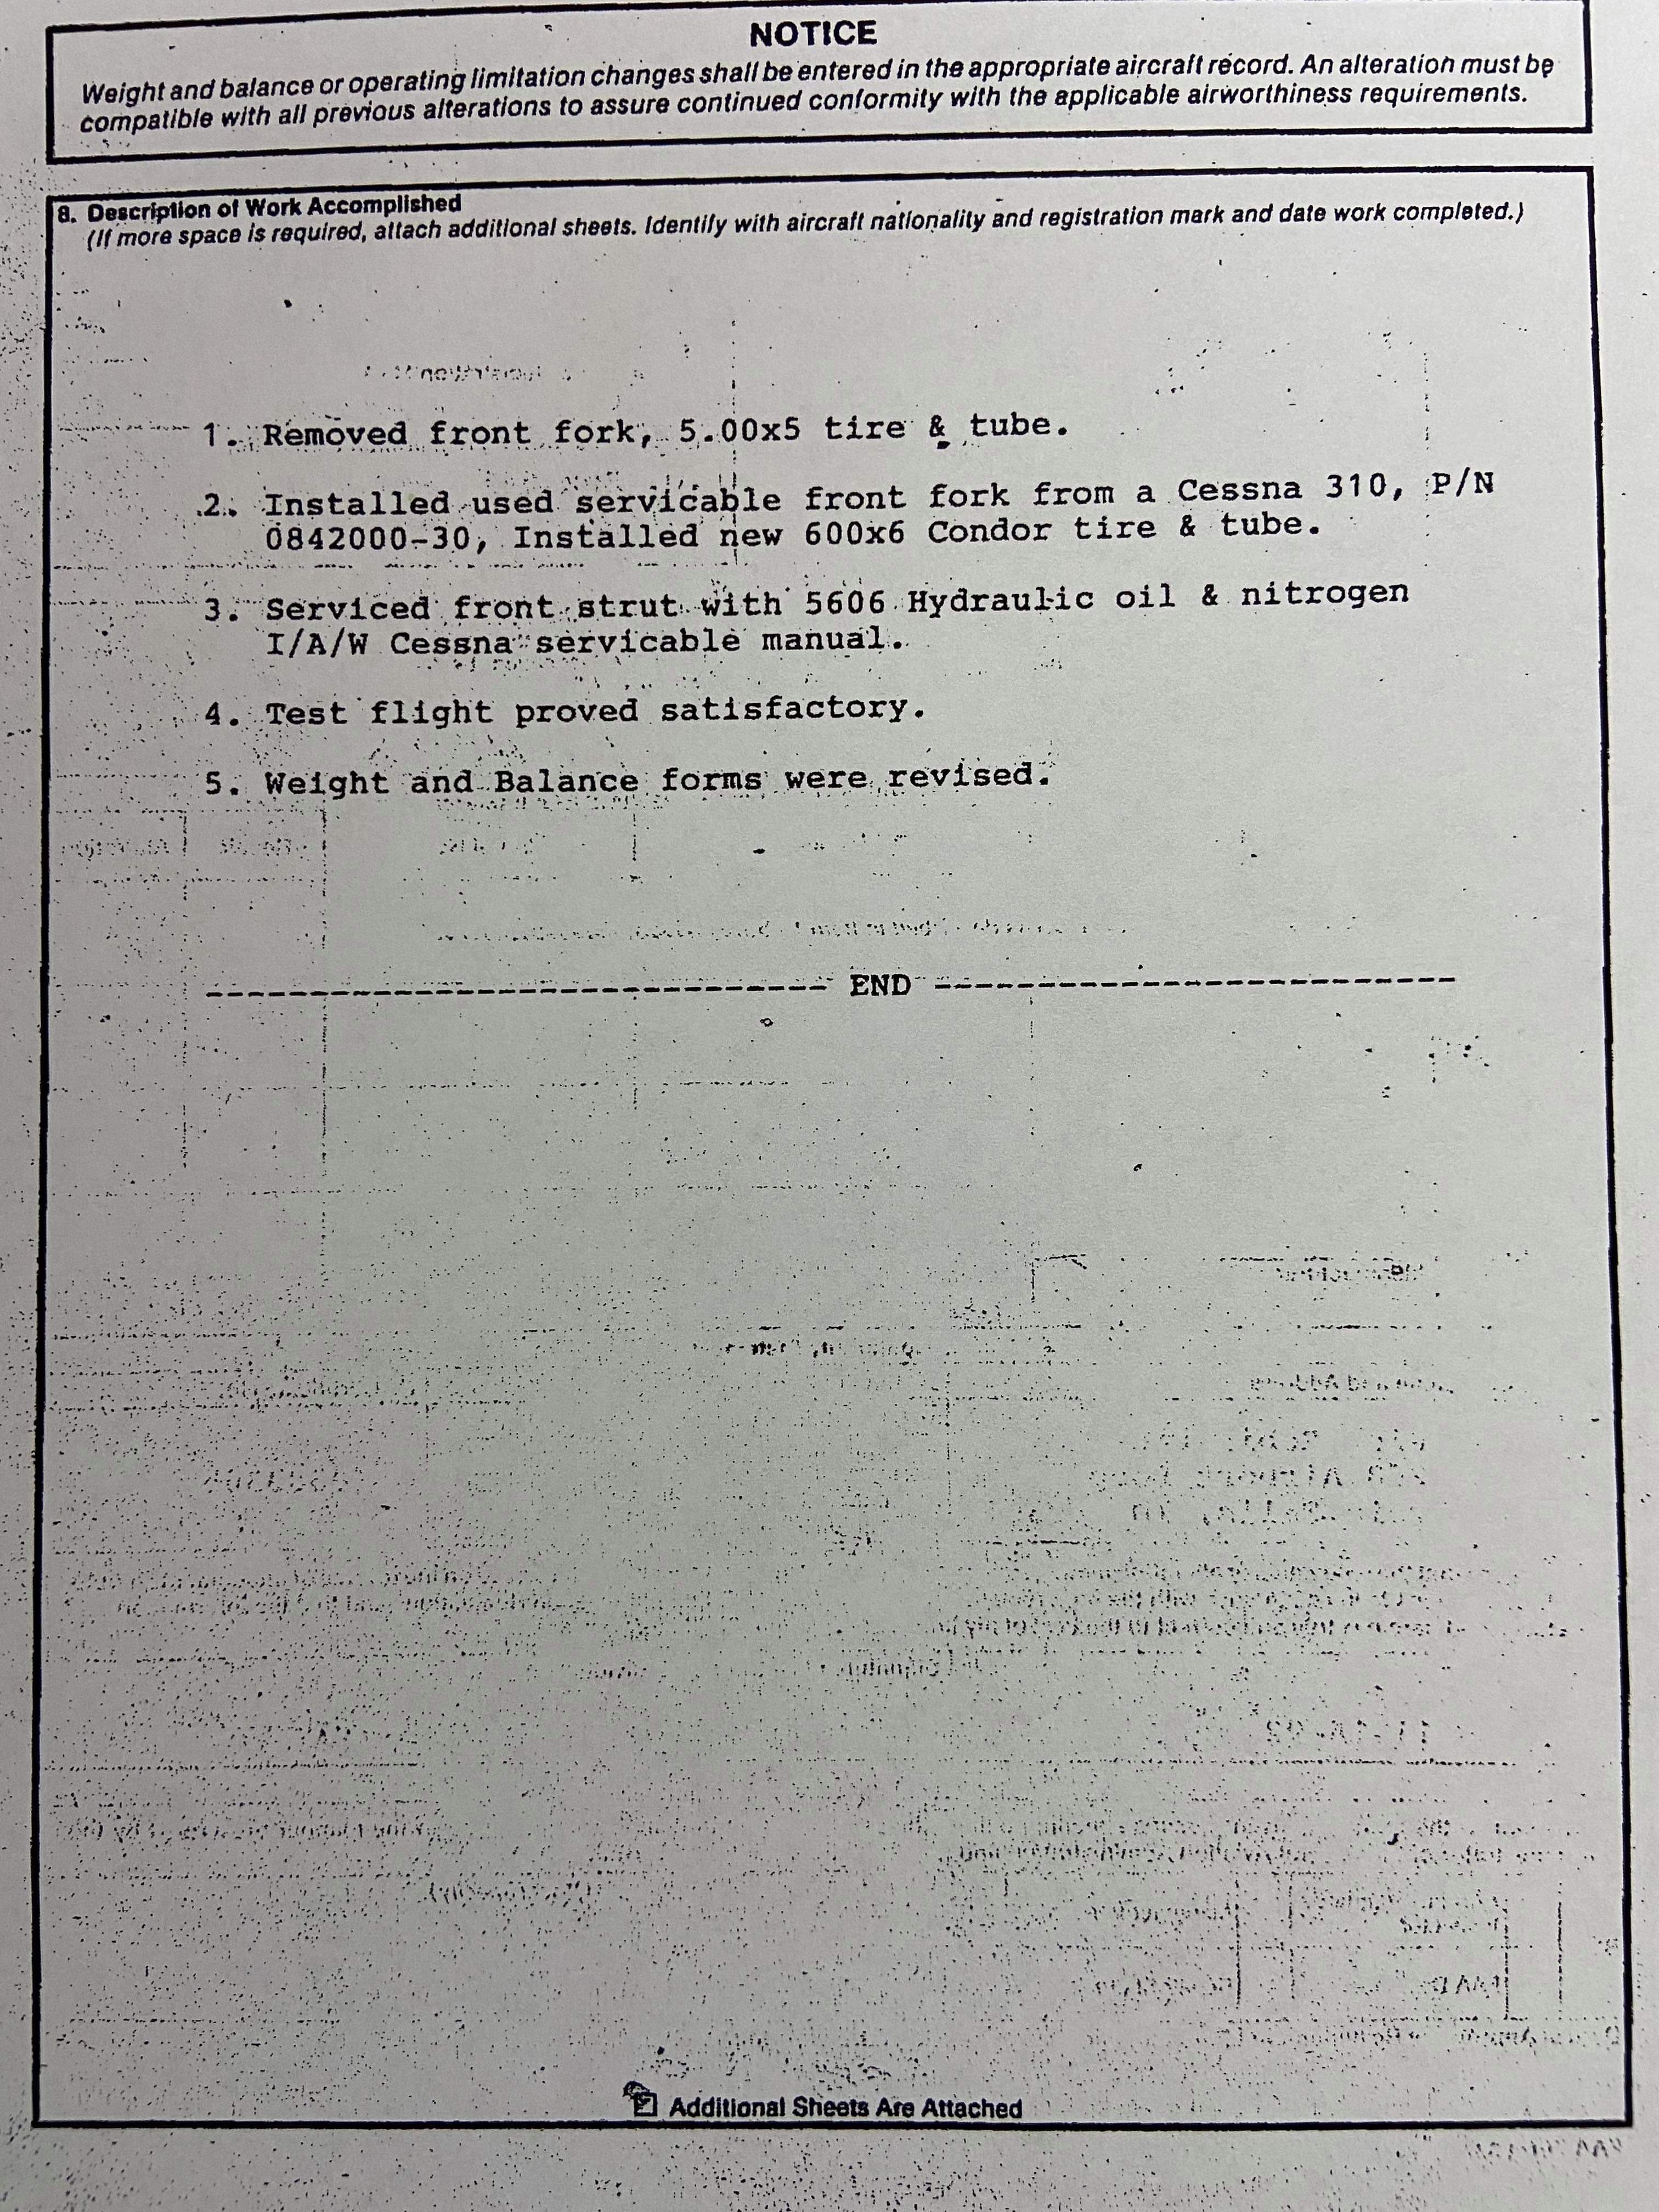 NOTICE
Weight and balance or operating limitation changes shall be entered in the appropriate aircraft record. An alteration must be
compatible with all previous alterations to assure continued conformity with the applicable airworthiness requirements.
8. Description of Work Accomplished
(If more space is required, attach additional sheets. Identify with aircraft nationality and registration mark and date work completed.)
1. Removed front fork, 5.00x5 tire & tube.
2. Installed used servicable front fork from a Cessna 310, P/N
0842000-30, Installed new 600x6 Condor tire & tube.
3. Serviced front strut with 5606 Hydraulic oil & nitrogen
I/A/W Cessna servicable manual.
4. Test flight proved satisfactory.
5. Weight and Balance forms were revised.
------------------------------ END -------------------------
Additional Sheets Are Attached